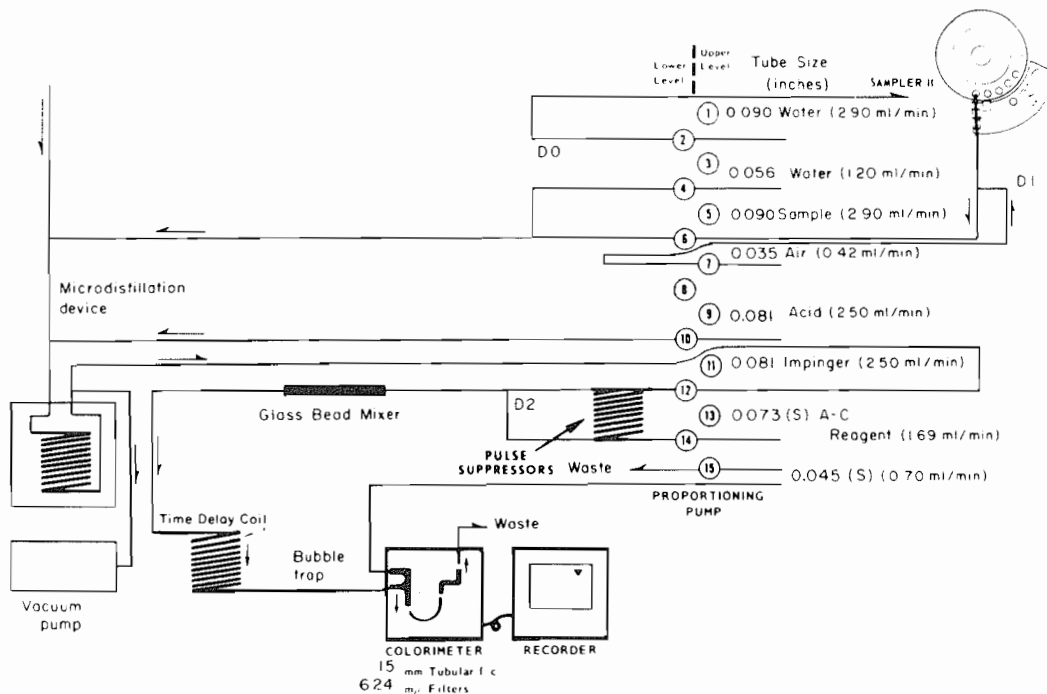 Lower Level
Upper Level
Tube Size
(inches)
SAMPLER II
1 0.090 Water (2.90 ml/min)
2
D0
3
0.056 Water (1.20 ml/min)
4
D1
5 0.090 Sample (2.90 ml/min)
6
0.035 Air (0.42 ml/min)
7
Microdistillation
device
8
9 0.081 Acid (2.50 ml/min)
10
11 0.081 Impinger (2.50 ml/min)
12
Glass Bead Mixer
D2
13 0.073 (S) A-C
Reagent (1.69 ml/min)
14
PULSE
SUPPRESSORS
Waste
15
0.045 (S) (0.70 ml/min)
PROPORTIONING
PUMP
Time Delay Coil
Waste
Bubble
trap
Vacuum
pump
COLORIMETER
RECORDER
15 mm Tubular f c
624 mμ Filters